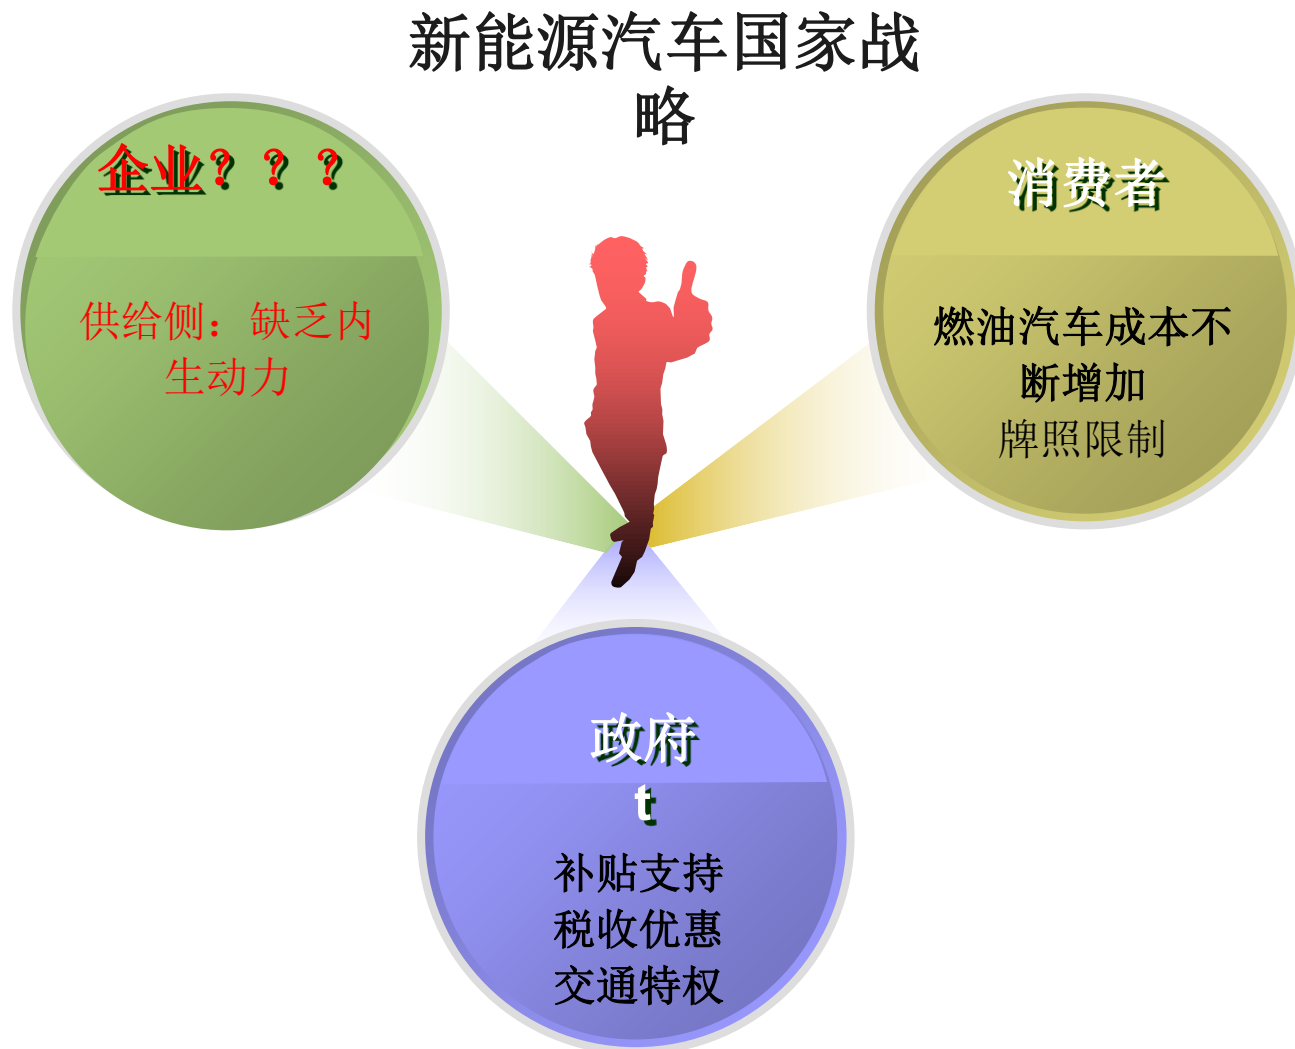 新能源汽车国家战
略
企业？？？
供给侧：缺乏内
生动力
消费者
燃油汽车成本不
断增加
牌照限制
政府
t
补贴支持
税收优惠
交通特权